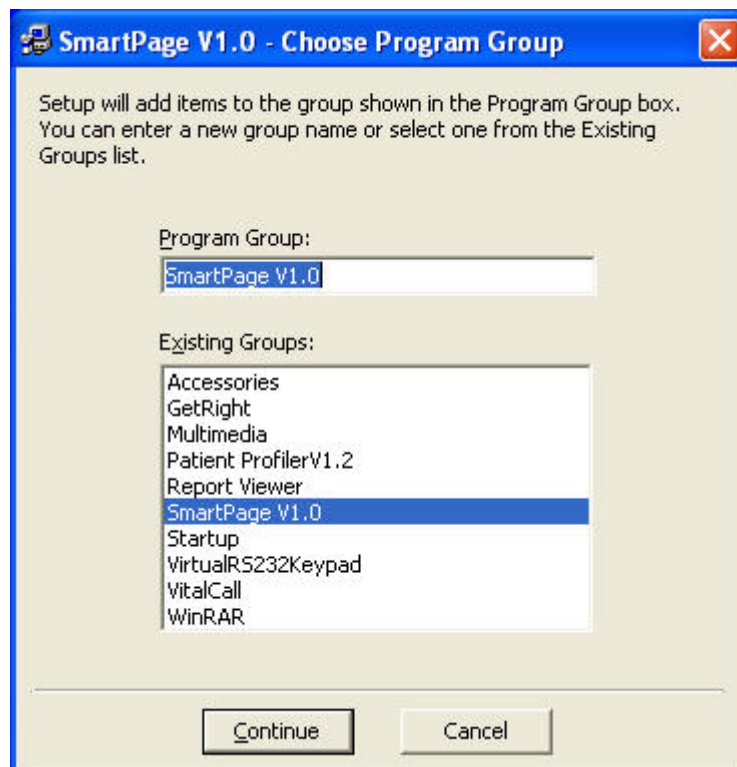 SmartPage V1.0 - Choose Program Group
Setup will add items to the group shown in the Program Group box.
You can enter a new group name or select one from the Existing
Groups list.
Program Group:
SmartPage V1.0
Existing Groups:
Accessories
GetRight
Multimedia
Patient ProfilerV1.2
Report Viewer
SmartPage V1.0
Startup
VirtualRS232Keypad
VitalCall
WinRAR
Continue Cancel